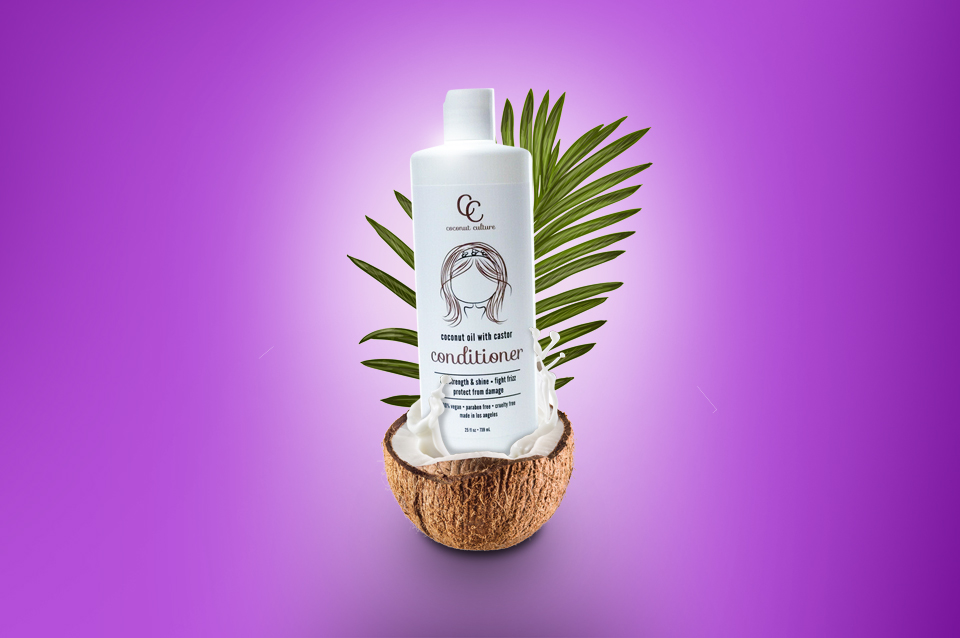 CC
coconut culture
coconut oil with castor
conditioner
strength & shine • fight frizz
protect from damage
vegan • paraben free • cruelty free
made in los angeles